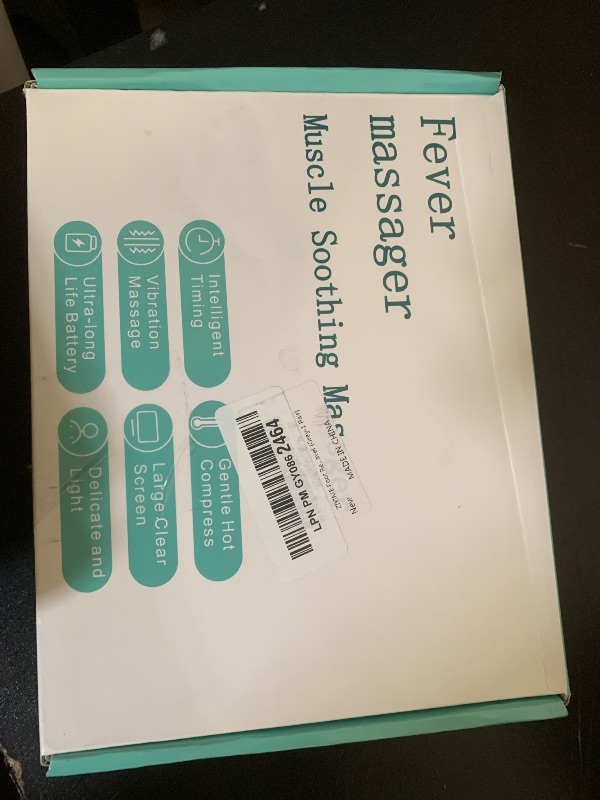 Fever
massager
Muscle Soothing Mas
Intelligent
Timing
Gentle Hot
Compress
Vibration
Massage
Large Clear
Screen
Ultra-long
Life Battery
Delicate and
Light
MADE IN CHINA
New
LPN PM GY086 2464